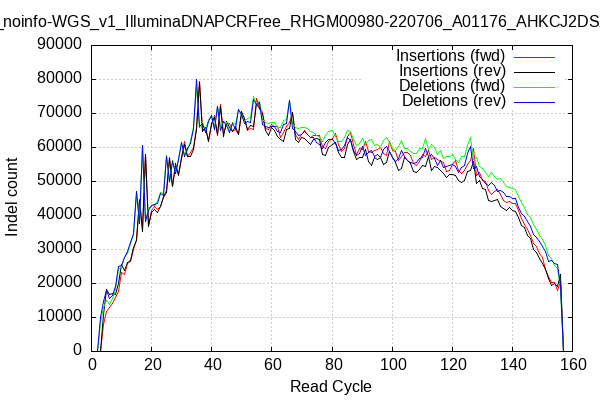 _noinfo-WGS_v1_IlluminaDNAPCRFree_RHGM00980-220706_A01176_AHKCJ2DS
90000
80000
70000
60000
50000
40000
30000
20000
10000
0
Indel count
Insertions (fwd)
Insertions (rev)
Deletions (fwd)
Deletions (rev)
0 20 40 60 80 100 120 140 160
Read Cycle